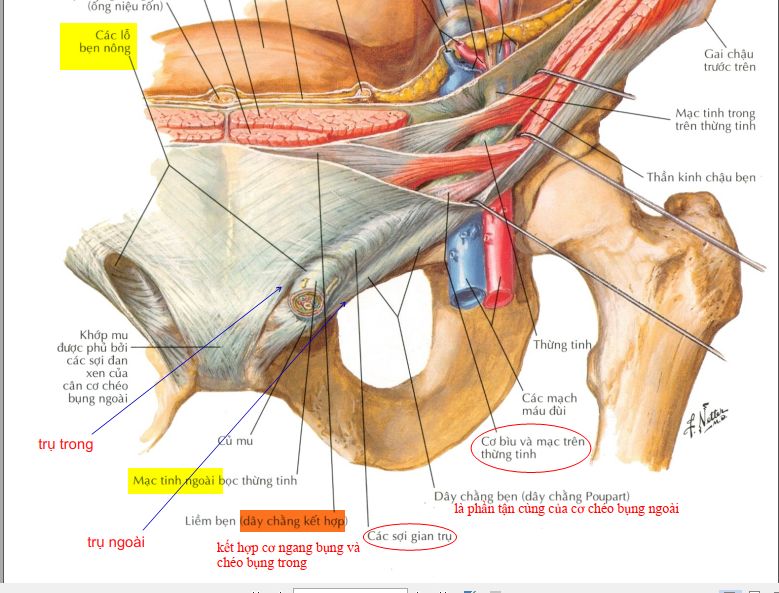 (ống niệu rốn)
Các lỗ
bẹn nông
Gai chậu
trước trên
Mạc tinh trong
trên thừng tinh
Thần kinh chậu bẹn
Khớp mu
được phủ bởi
các sợi đan
xen của
cân cơ chéo
bụng ngoài
Thừng tinh
Các mạch
máu đùi
trụ trong
Củ mu
Cơ bìu và mạc trên
thừng tinh
Mạc tinh ngoài bọc thừng tinh
Dây chằng bẹn (dây chằng Poupart)
là phần tận cùng của cơ chéo bụng ngoài
Liềm bẹn (dây chằng kết hợp)
trụ ngoài
Các sợi gian trụ
kết hợp cơ ngang bụng và
chéo bụng trong